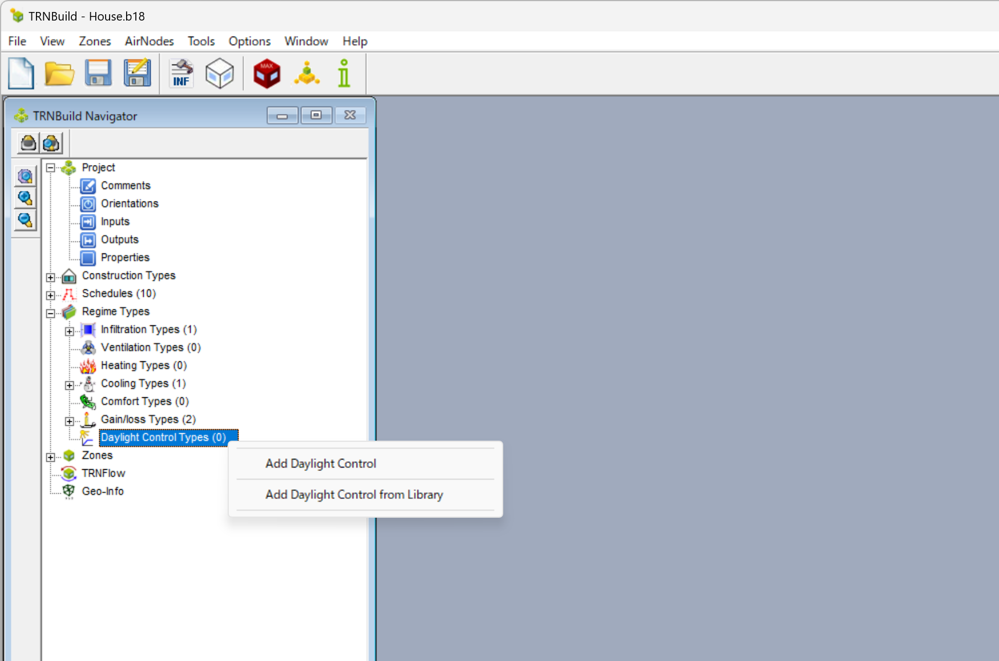 TRNBuild - House.b18
File View Zones AirNodes Tools Options Window Help
INF MAX
TRNBuild Navigator
Project
Comments
Orientations
Inputs
Outputs
Properties
Construction Types
Schedules (10)
Regime Types
Infiltration Types (1)
Ventilation Types (0)
Heating Types (0)
Cooling Types (1)
Comfort Types (0)
Gain/loss Types (2)
Daylight Control Types (0)
Zones
TRNFlow
Geo-Info
Add Daylight Control
Add Daylight Control from Library